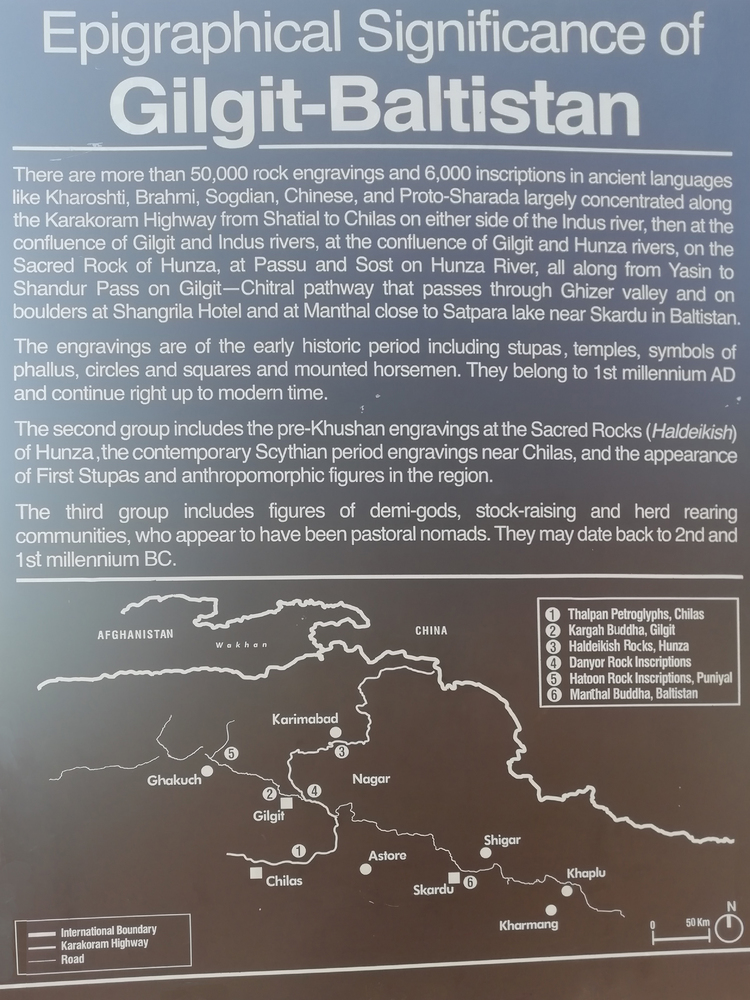 Epigraphical Significance of
Gilgit-Baltistan
There are more than 50,000 rock engravings and 6,000 inscriptions in ancient languages
like Kharoshti, Brahmi, Sogdian, Chinese, and Proto-Sharada largely concentrated along
the Karakoram Highway from Shatial to Chilas on either side of the Indus river, then at the
confluence of Gilgit and Indus rivers, at the confluence of Gilgit and Hunza rivers, on the
Sacred Rock of Hunza, at Passu and Sost on Hunza River, all along from Yasin to
Shandur Pass on Gilgit—Chitral pathway that passes through Ghizer valley and on
boulders at Shangrila Hotel and at Manthal close to Satpara lake near Skardu in Baltistan.
The engravings are of the early historic period including stupas, temples, symbols of
phallus, circles and squares and mounted horsemen. They belong to 1st millennium AD
and continue right up to modern time.
The second group includes the pre-Khushan engravings at the Sacred Rocks (Haldeikish)
of Hunza, the contemporary Scythian period engravings near Chilas, and the appearance
of First Stupas and anthropomorphic figures in the region.
The third group includes figures of demi-gods, stock-raising and herd rearing
communities, who appear to have been pastoral nomads. They may date back to 2nd and
1st millennium BC.
AFGHANISTAN
Wakhan
CHINA
1 Thalpan Petroglyphs, Chilas
2 Kargah Buddha, Gilgit
3 Haldeikish Rocks, Hunza
4 Danyor Rock Inscriptions
5 Hatoon Rock Inscriptions, Puniyal
6 Manthal Buddha, Baltistan
Karimabad
3
5
Ghakuch
Nagar
2
4
Gilgit
1
Chilas
Astore
Shigar
Skardu
6
Khaplu
Kharmang
International Boundary
Karakoram Highway
Road
0 50 Km
N